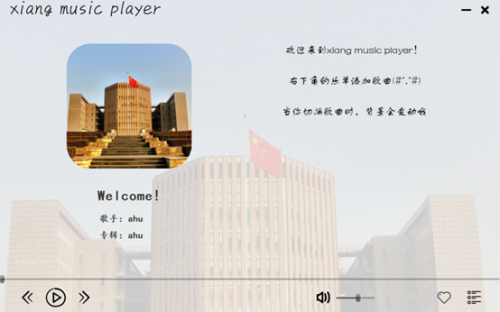 xiang music player
欢迎来到xiang music player!
右下角的乐单添加歌曲(#^.^#)
当你切换歌曲时，背景会变动哦
Welcome!
歌手：ahu
专辑：ahu